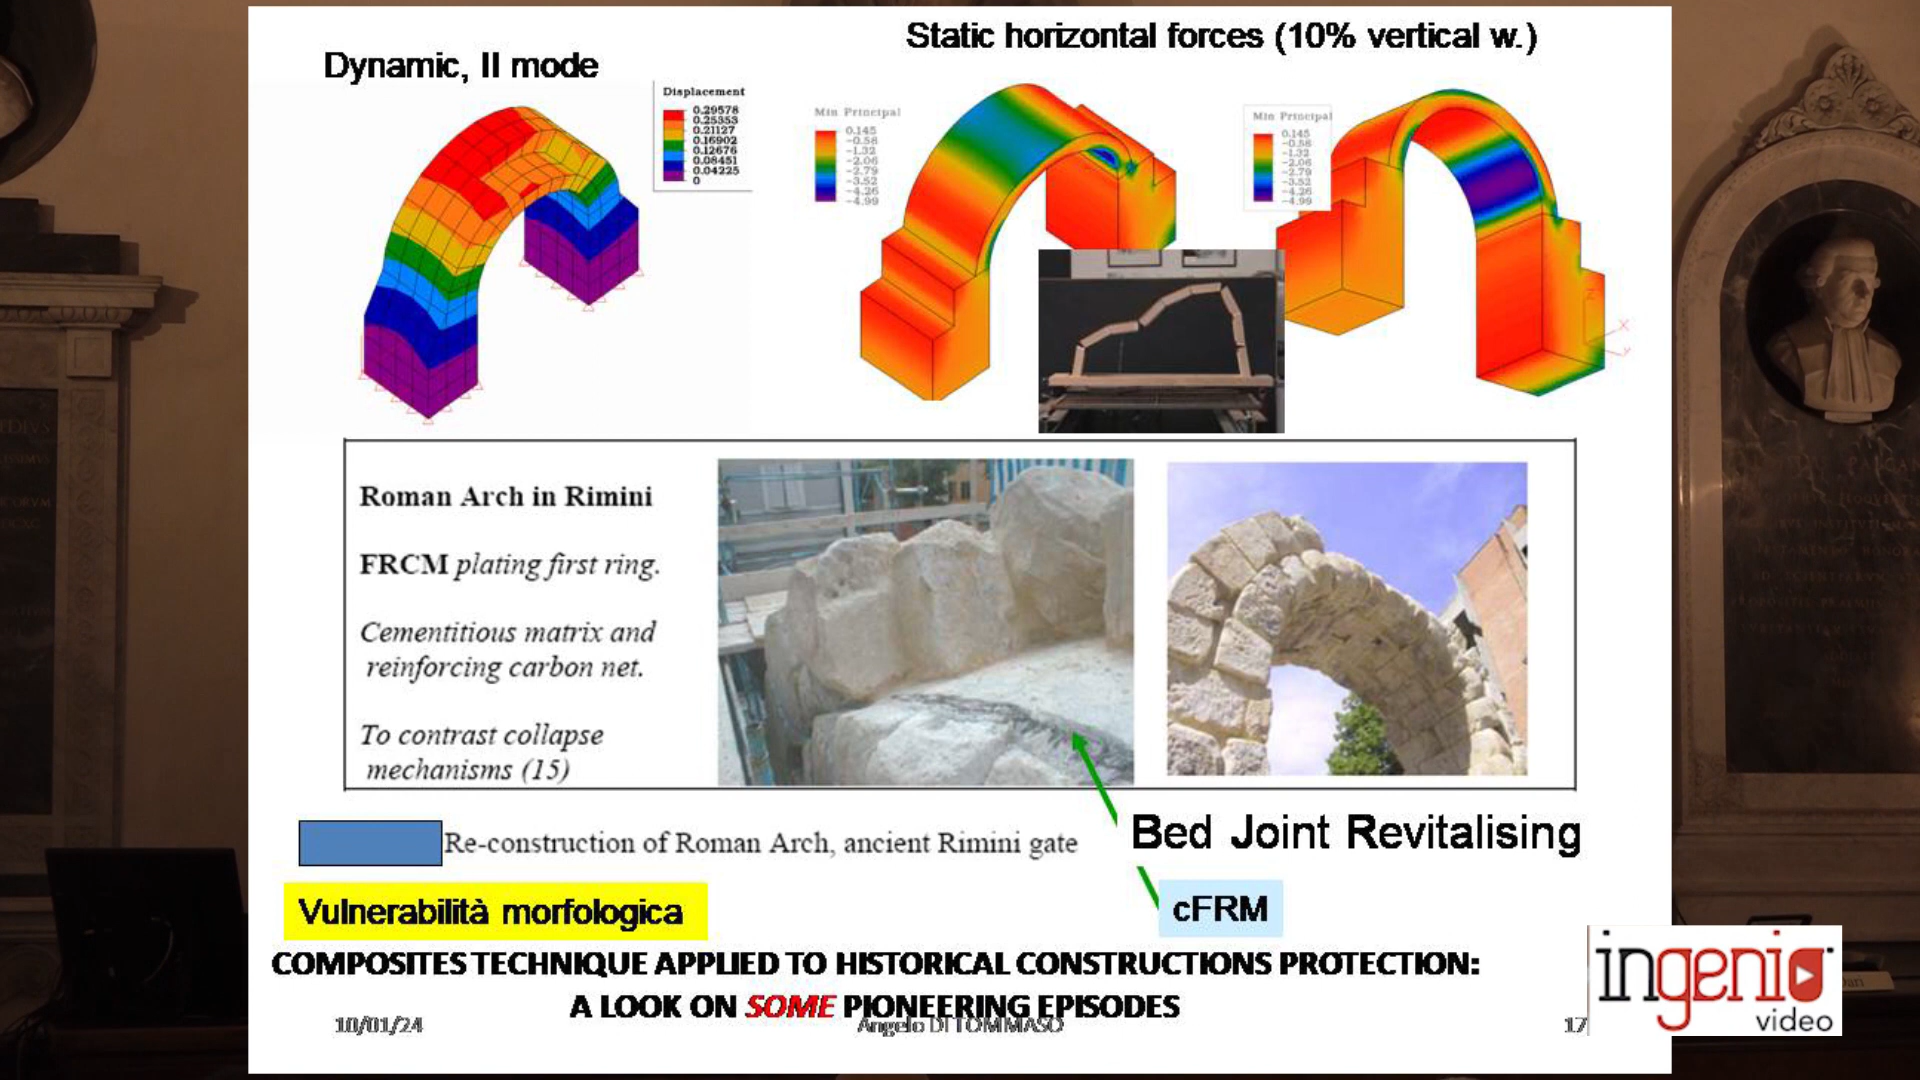 Static horizontal forces (10% vertical w.)
Dynamic, II mode
Displacement
0.29578
0.25353
0.21127
0.16902
0.12676
0.08451
0.04225
0
Min Principal
0.145
-0.58
-1.32
-2.06
-2.79
-3.52
-4.26
-4.99
Min Principal
0.145
-0.58
-1.32
-2.06
-2.79
-3.52
-4.26
-4.99
X
Y
Z
Roman Arch in Rimini
FRCM plating first ring.
Cementitious matrix and
reinforcing carbon net.
To contrast collapse
mechanisms (15)
Re-construction of Roman Arch, ancient Rimini gate
Bed Joint Revitalising
Vulnerabilità morfologica
cFRM
COMPOSITES TECHNIQUE APPLIED TO HISTORICAL CONSTRUCTIONS PROTECTION:
A LOOK ON SOME PIONEERING EPISODES
10/01/24
Angelo DI TOMMASO
17
ingenio
video